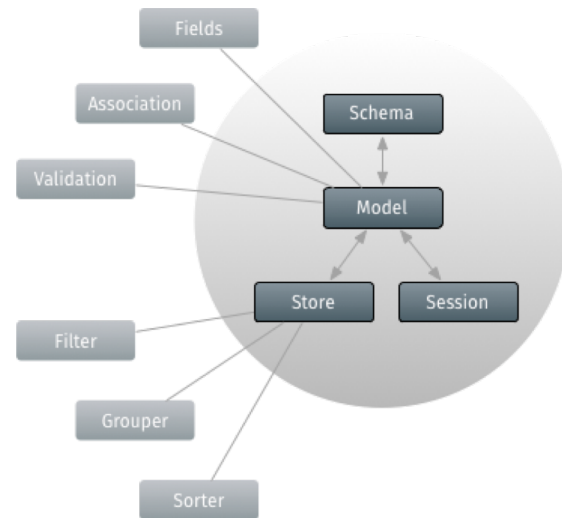 Fields
Association
Schema
Validation
Model
Store
Session
Filter
Grouper
Sorter